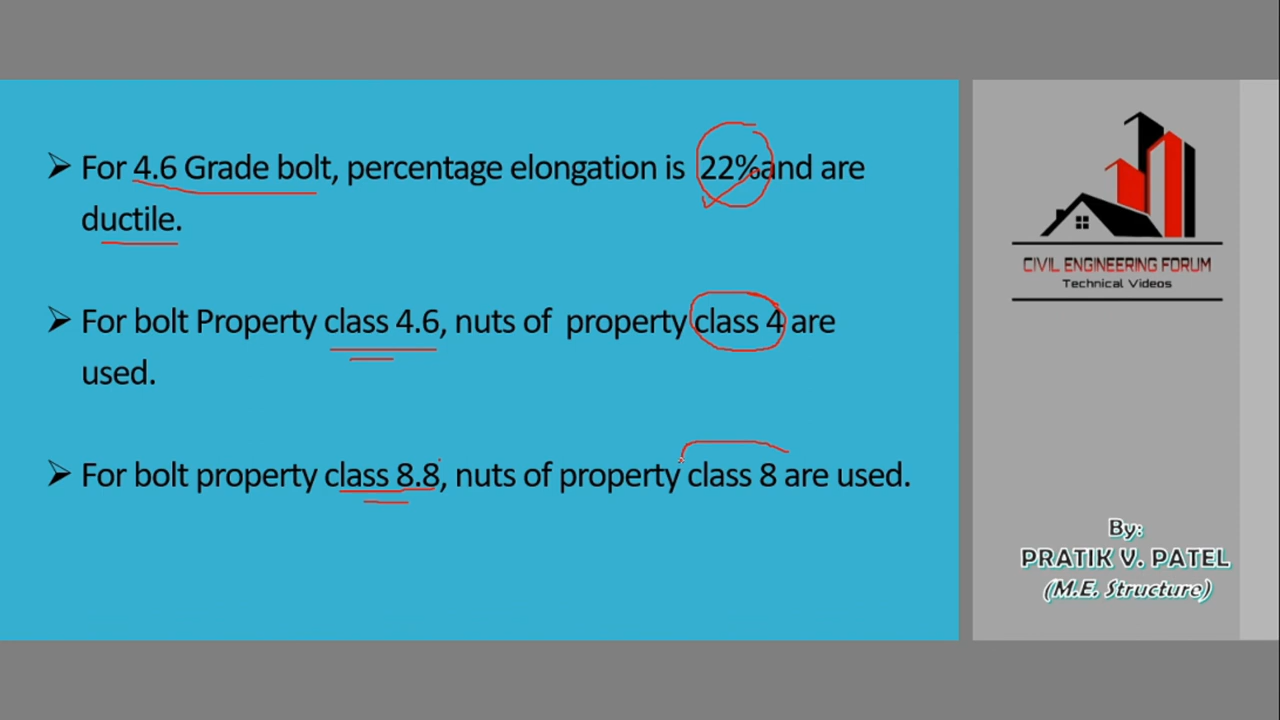 ➢ For 4.6 Grade bolt, percentage elongation is 22%and are
ductile.
➢ For bolt Property class 4.6, nuts of property class 4 are
used.
➢ For bolt property class 8.8, nuts of property class 8 are used.
CIVIL ENGINEERING FORUM
Technical Videos
By:
PRATIK V. PATEL
(M.E. Structure)